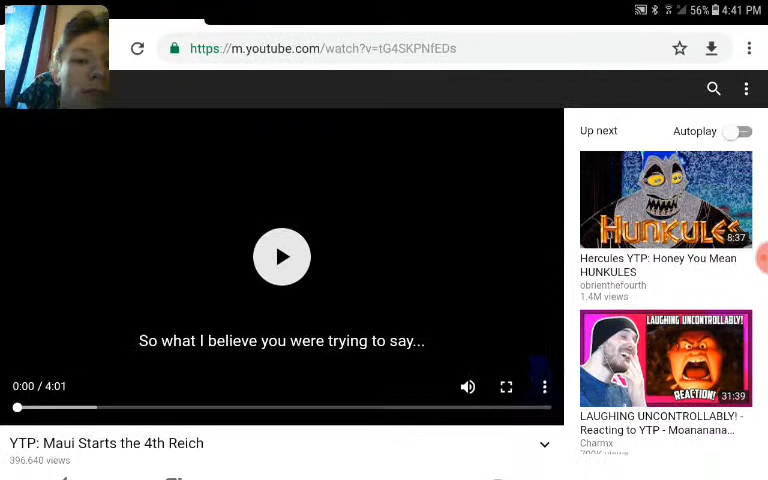 56% 4:41 PM
https://m.youtube.com/watch?v=tG4SKPNfEDs
Up next Autoplay
HUNKULES
8:37
Hercules YTP: Honey You Mean
HUNKULES
obrienthefourth
1.4M views
So what I believe you were trying to say...
LAUGHING UNCONTROLLABLY!
REACTION!
31:39
0:00 / 4:01
LAUGHING UNCONTROLLABLY! -
Reacting to YTP - Moananana...
Charmx
YTP: Maui Starts the 4th Reich
396,640 views